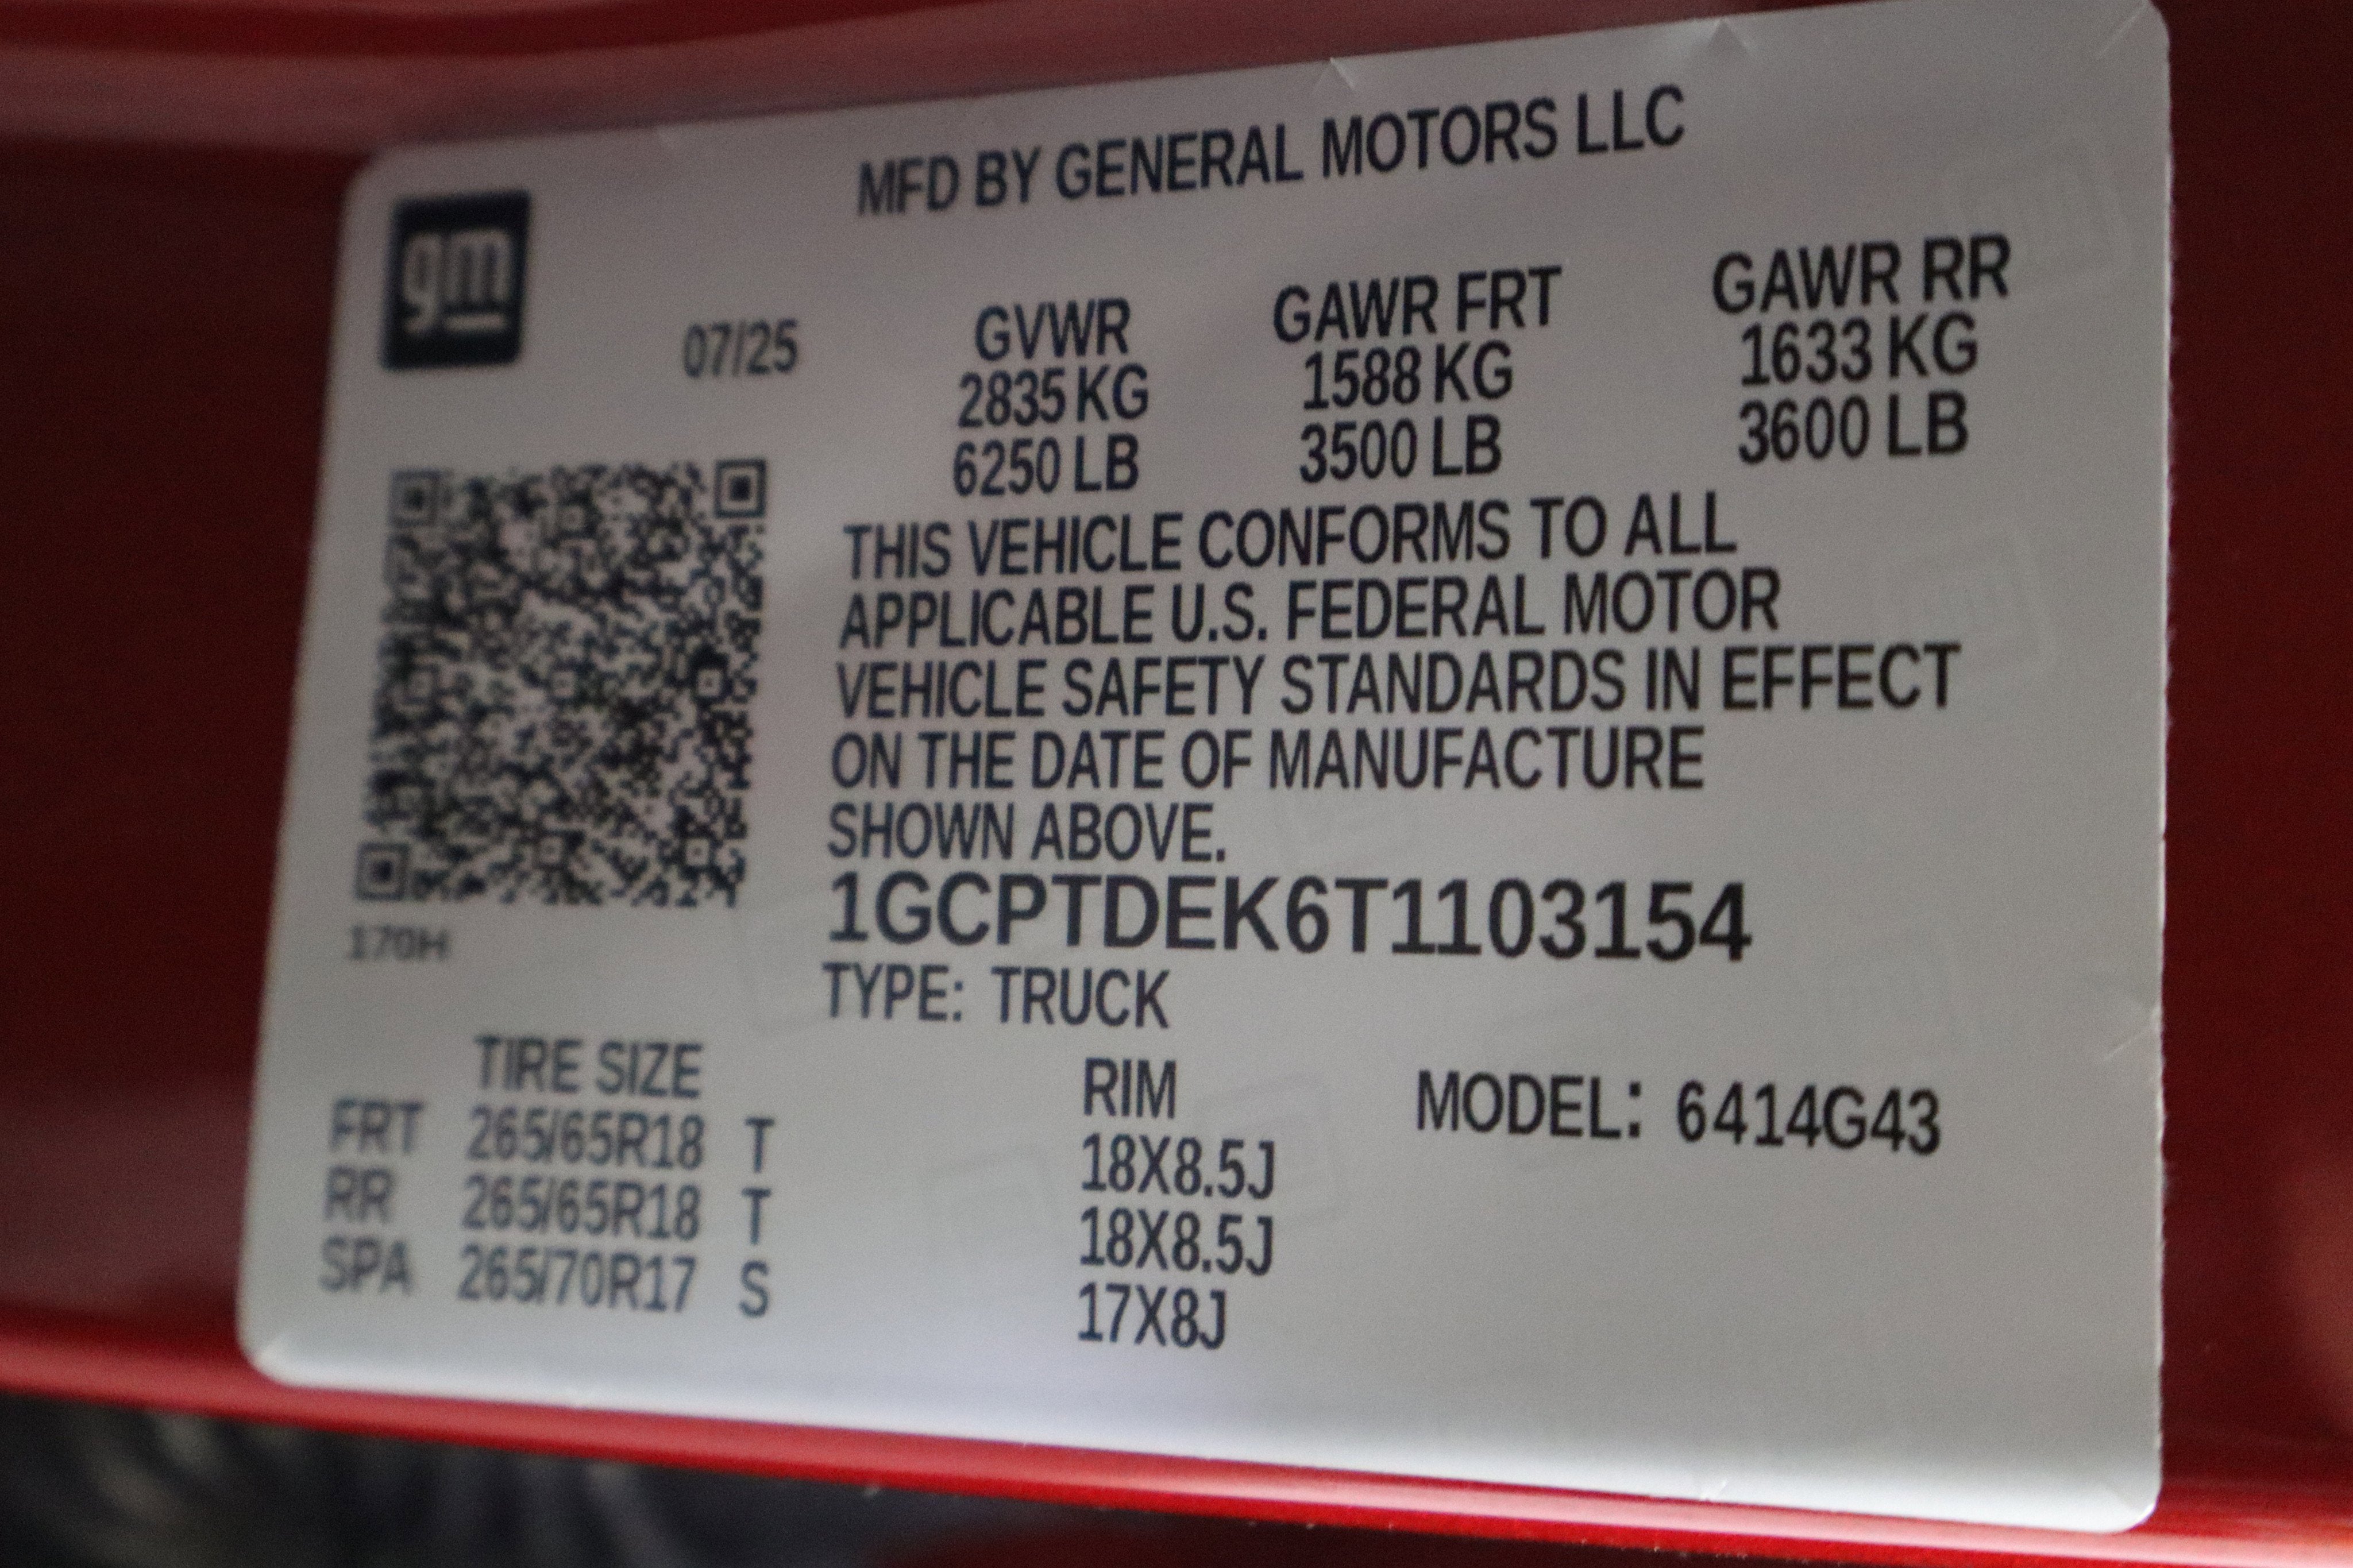 MFD BY GENERAL MOTORS LLC
gm
07/25
GVWR GAWR FRT GAWR RR
2835 KG 1588 KG 1633 KG
6250 LB 3500 LB 3600 LB
THIS VEHICLE CONFORMS TO ALL
APPLICABLE U.S. FEDERAL MOTOR
VEHICLE SAFETY STANDARDS IN EFFECT
ON THE DATE OF MANUFACTURE
SHOWN ABOVE.
1GCPTDEK6T1103154
170H
TYPE: TRUCK
TIRE SIZE RIM MODEL: 6414G43
FRT 265/65R18 T 18X8.5J
RR 265/65R18 T 18X8.5J
SPA 265/70R17 S 17X8J